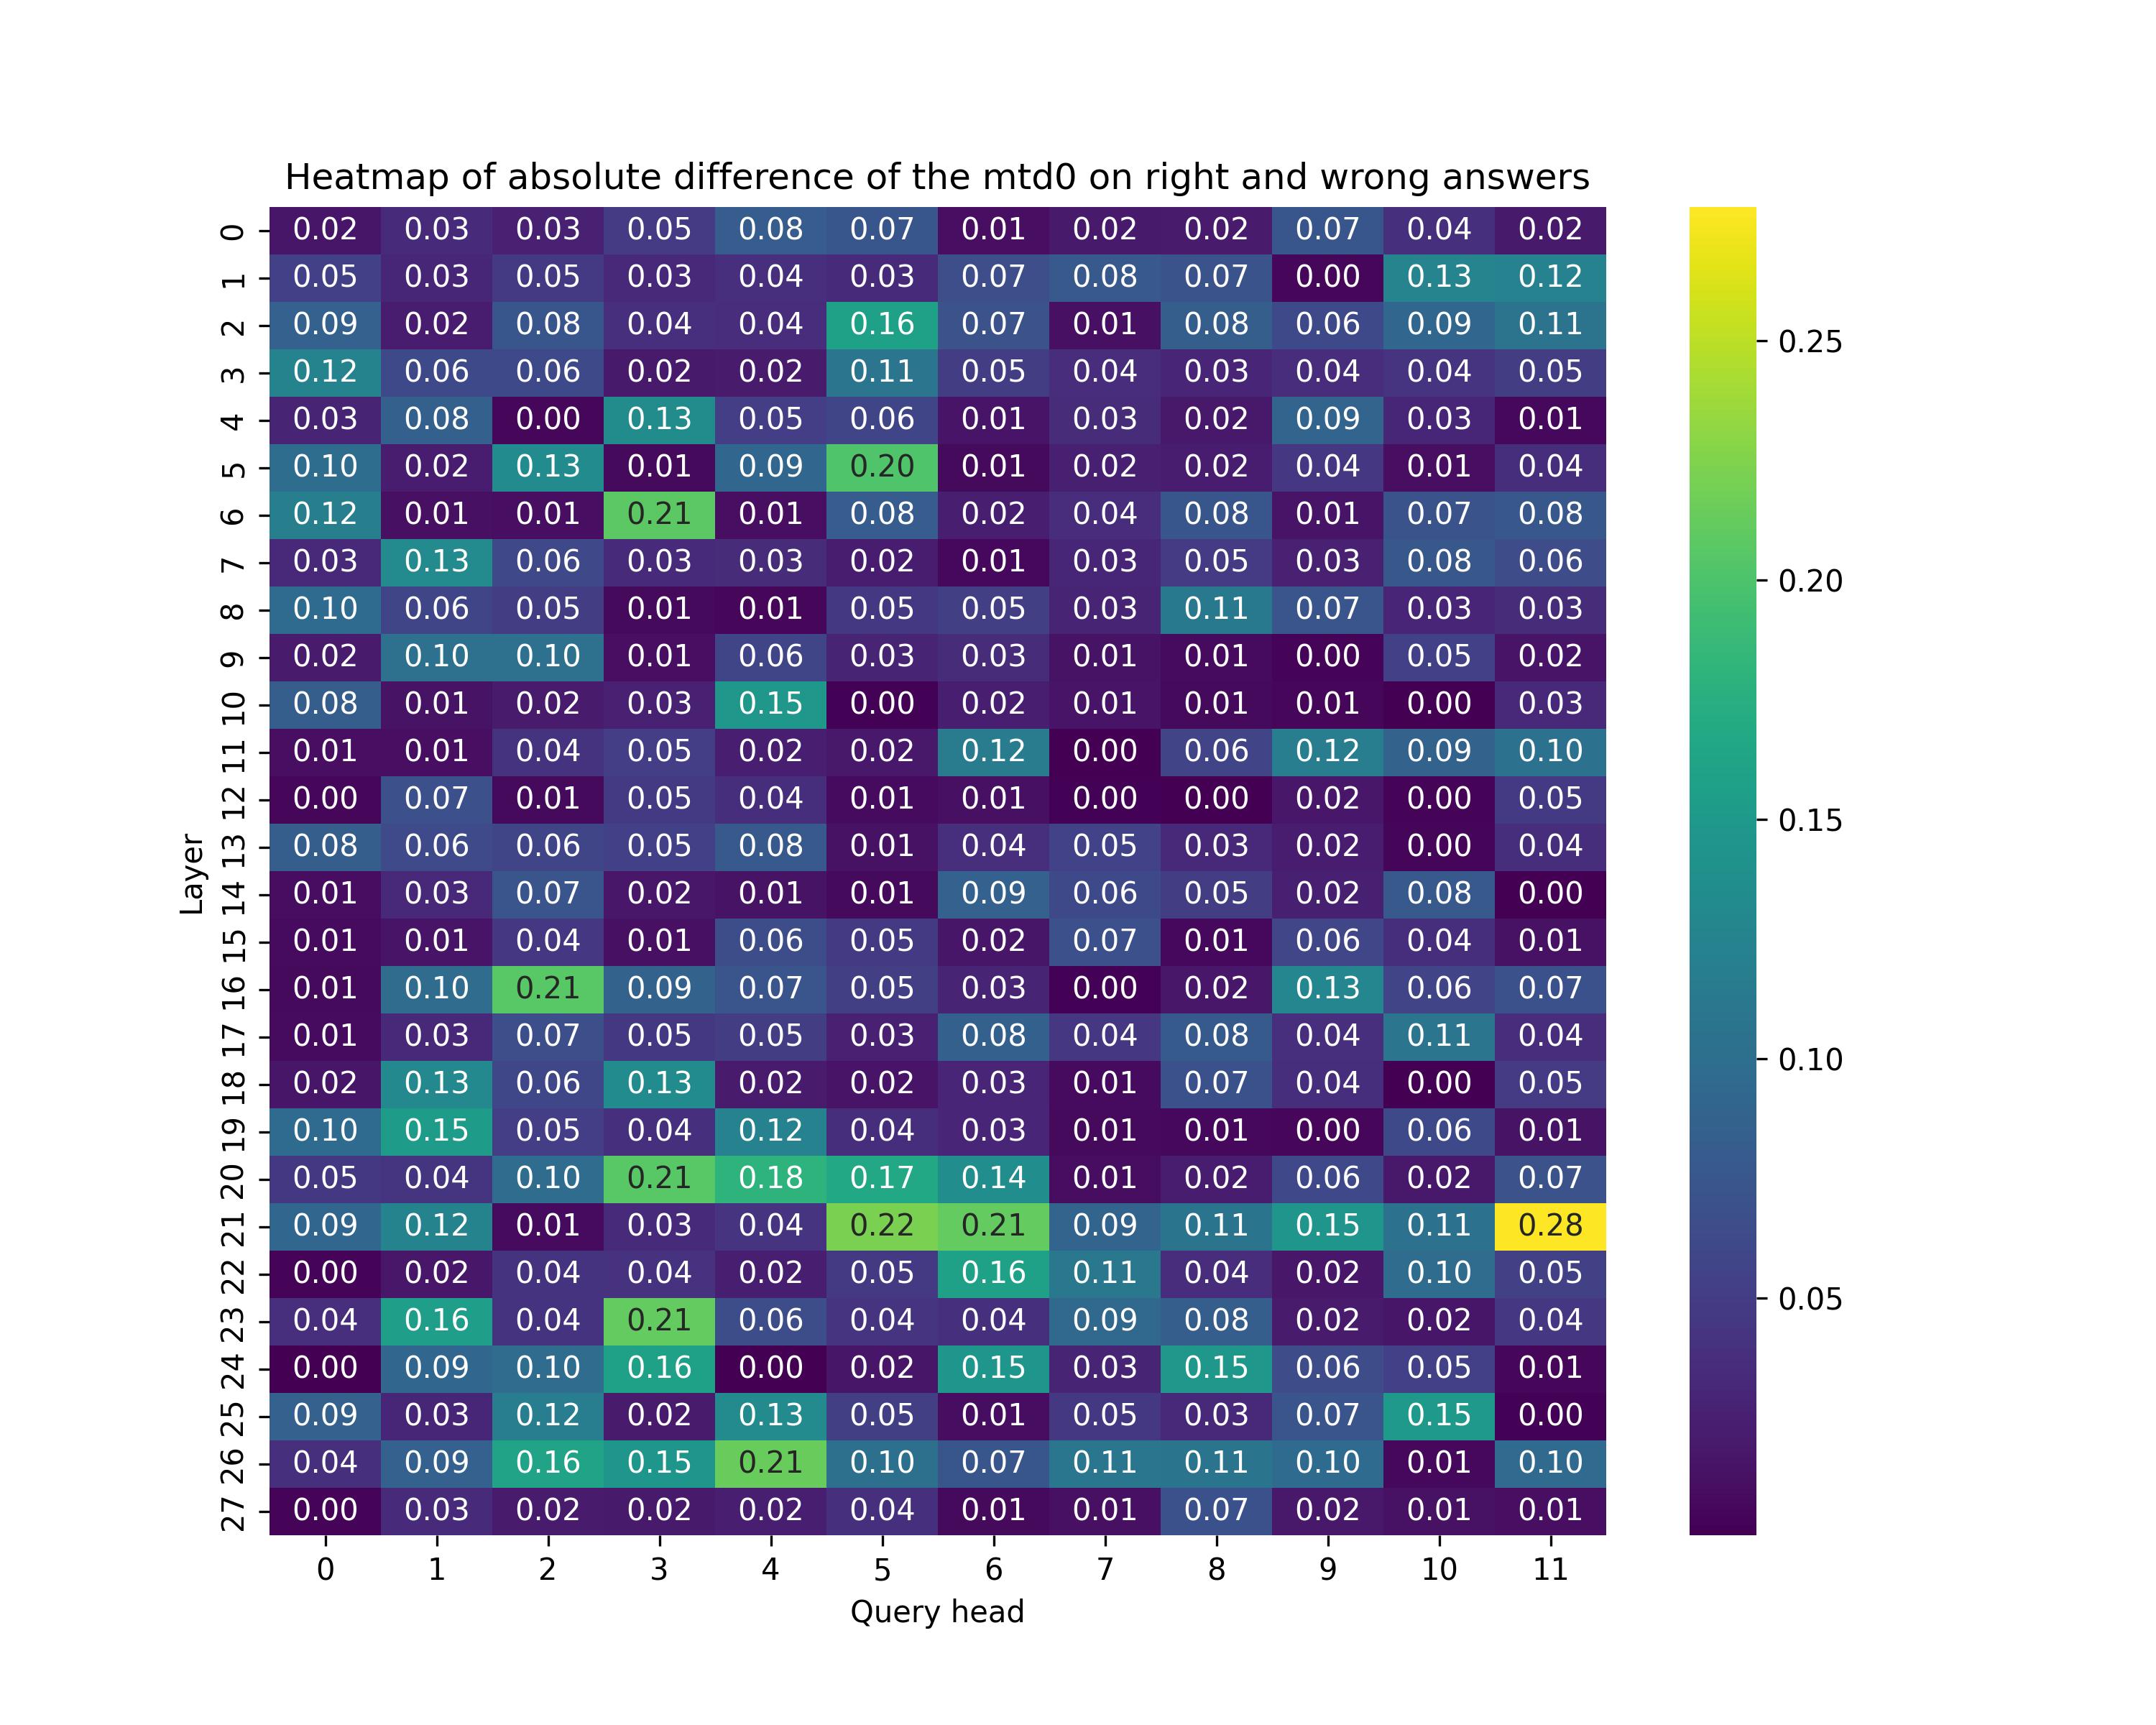 Heatmap of absolute difference of the mtd0 on right and wrong answers
0 0.02 0.03 0.03 0.05 0.08 0.07 0.01 0.02 0.02 0.07 0.04 0.02
1 0.05 0.03 0.05 0.03 0.04 0.03 0.07 0.08 0.07 0.00 0.13 0.12
2 0.09 0.02 0.08 0.04 0.04 0.16 0.07 0.01 0.08 0.06 0.09 0.11
3 0.12 0.06 0.06 0.02 0.02 0.11 0.05 0.04 0.03 0.04 0.04 0.05
4 0.03 0.08 0.00 0.13 0.05 0.06 0.01 0.03 0.02 0.09 0.03 0.01
5 0.10 0.02 0.13 0.01 0.09 0.20 0.01 0.02 0.02 0.04 0.01 0.04
6 0.12 0.01 0.01 0.21 0.01 0.08 0.02 0.04 0.08 0.01 0.07 0.08
7 0.03 0.13 0.06 0.03 0.03 0.02 0.01 0.03 0.05 0.03 0.08 0.06
8 0.10 0.06 0.05 0.01 0.01 0.05 0.05 0.03 0.11 0.07 0.03 0.03
9 0.02 0.10 0.10 0.01 0.06 0.03 0.03 0.01 0.01 0.00 0.05 0.02
10 0.08 0.01 0.02 0.03 0.15 0.00 0.02 0.01 0.01 0.01 0.00 0.03
11 0.01 0.01 0.04 0.05 0.02 0.02 0.12 0.00 0.06 0.12 0.09 0.10
12 0.00 0.07 0.01 0.05 0.04 0.01 0.01 0.00 0.00 0.02 0.00 0.05
13 0.08 0.06 0.06 0.05 0.08 0.01 0.04 0.05 0.03 0.02 0.00 0.04
14 0.01 0.03 0.07 0.02 0.01 0.01 0.09 0.06 0.05 0.02 0.08 0.00
15 0.01 0.01 0.04 0.01 0.06 0.05 0.02 0.07 0.01 0.06 0.04 0.01
16 0.01 0.10 0.21 0.09 0.07 0.05 0.03 0.00 0.02 0.13 0.06 0.07
17 0.01 0.03 0.07 0.05 0.05 0.03 0.08 0.04 0.08 0.04 0.11 0.04
18 0.02 0.13 0.06 0.13 0.02 0.02 0.03 0.01 0.07 0.04 0.00 0.05
19 0.10 0.15 0.05 0.04 0.12 0.04 0.03 0.01 0.01 0.00 0.06 0.01
20 0.05 0.04 0.10 0.21 0.18 0.17 0.14 0.01 0.02 0.06 0.02 0.07
21 0.09 0.12 0.01 0.03 0.04 0.22 0.21 0.09 0.11 0.15 0.11 0.28
22 0.00 0.02 0.04 0.04 0.02 0.05 0.16 0.11 0.04 0.02 0.10 0.05
23 0.04 0.16 0.04 0.21 0.06 0.04 0.04 0.09 0.08 0.02 0.02 0.04
24 0.00 0.09 0.10 0.16 0.00 0.02 0.15 0.03 0.15 0.06 0.05 0.01
25 0.09 0.03 0.12 0.02 0.13 0.05 0.01 0.05 0.03 0.07 0.15 0.00
26 0.04 0.09 0.16 0.15 0.21 0.10 0.07 0.11 0.11 0.10 0.01 0.10
27 0.00 0.03 0.02 0.02 0.02 0.04 0.01 0.01 0.07 0.02 0.01 0.01
0 1 2 3 4 5 6 7 8 9 10 11
Query head
Layer
0.25
0.20
0.15
0.10
0.05